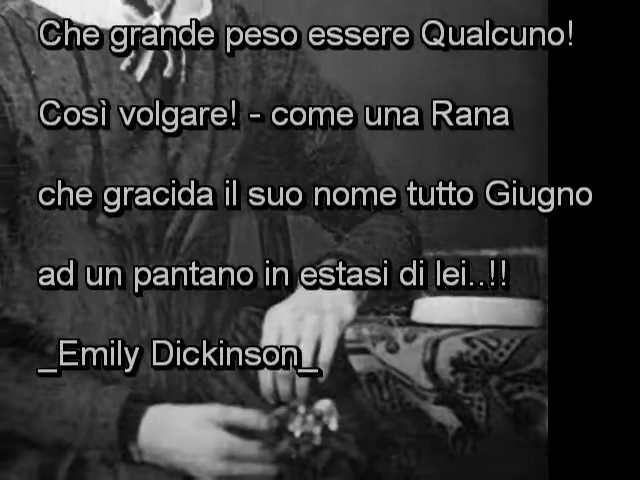 Che grande peso essere Qualcuno!
Così volgare! - come una Rana
che gracida il suo nome tutto Giugno
ad un pantano in estasi di lei..!!
_Emily Dickinson_